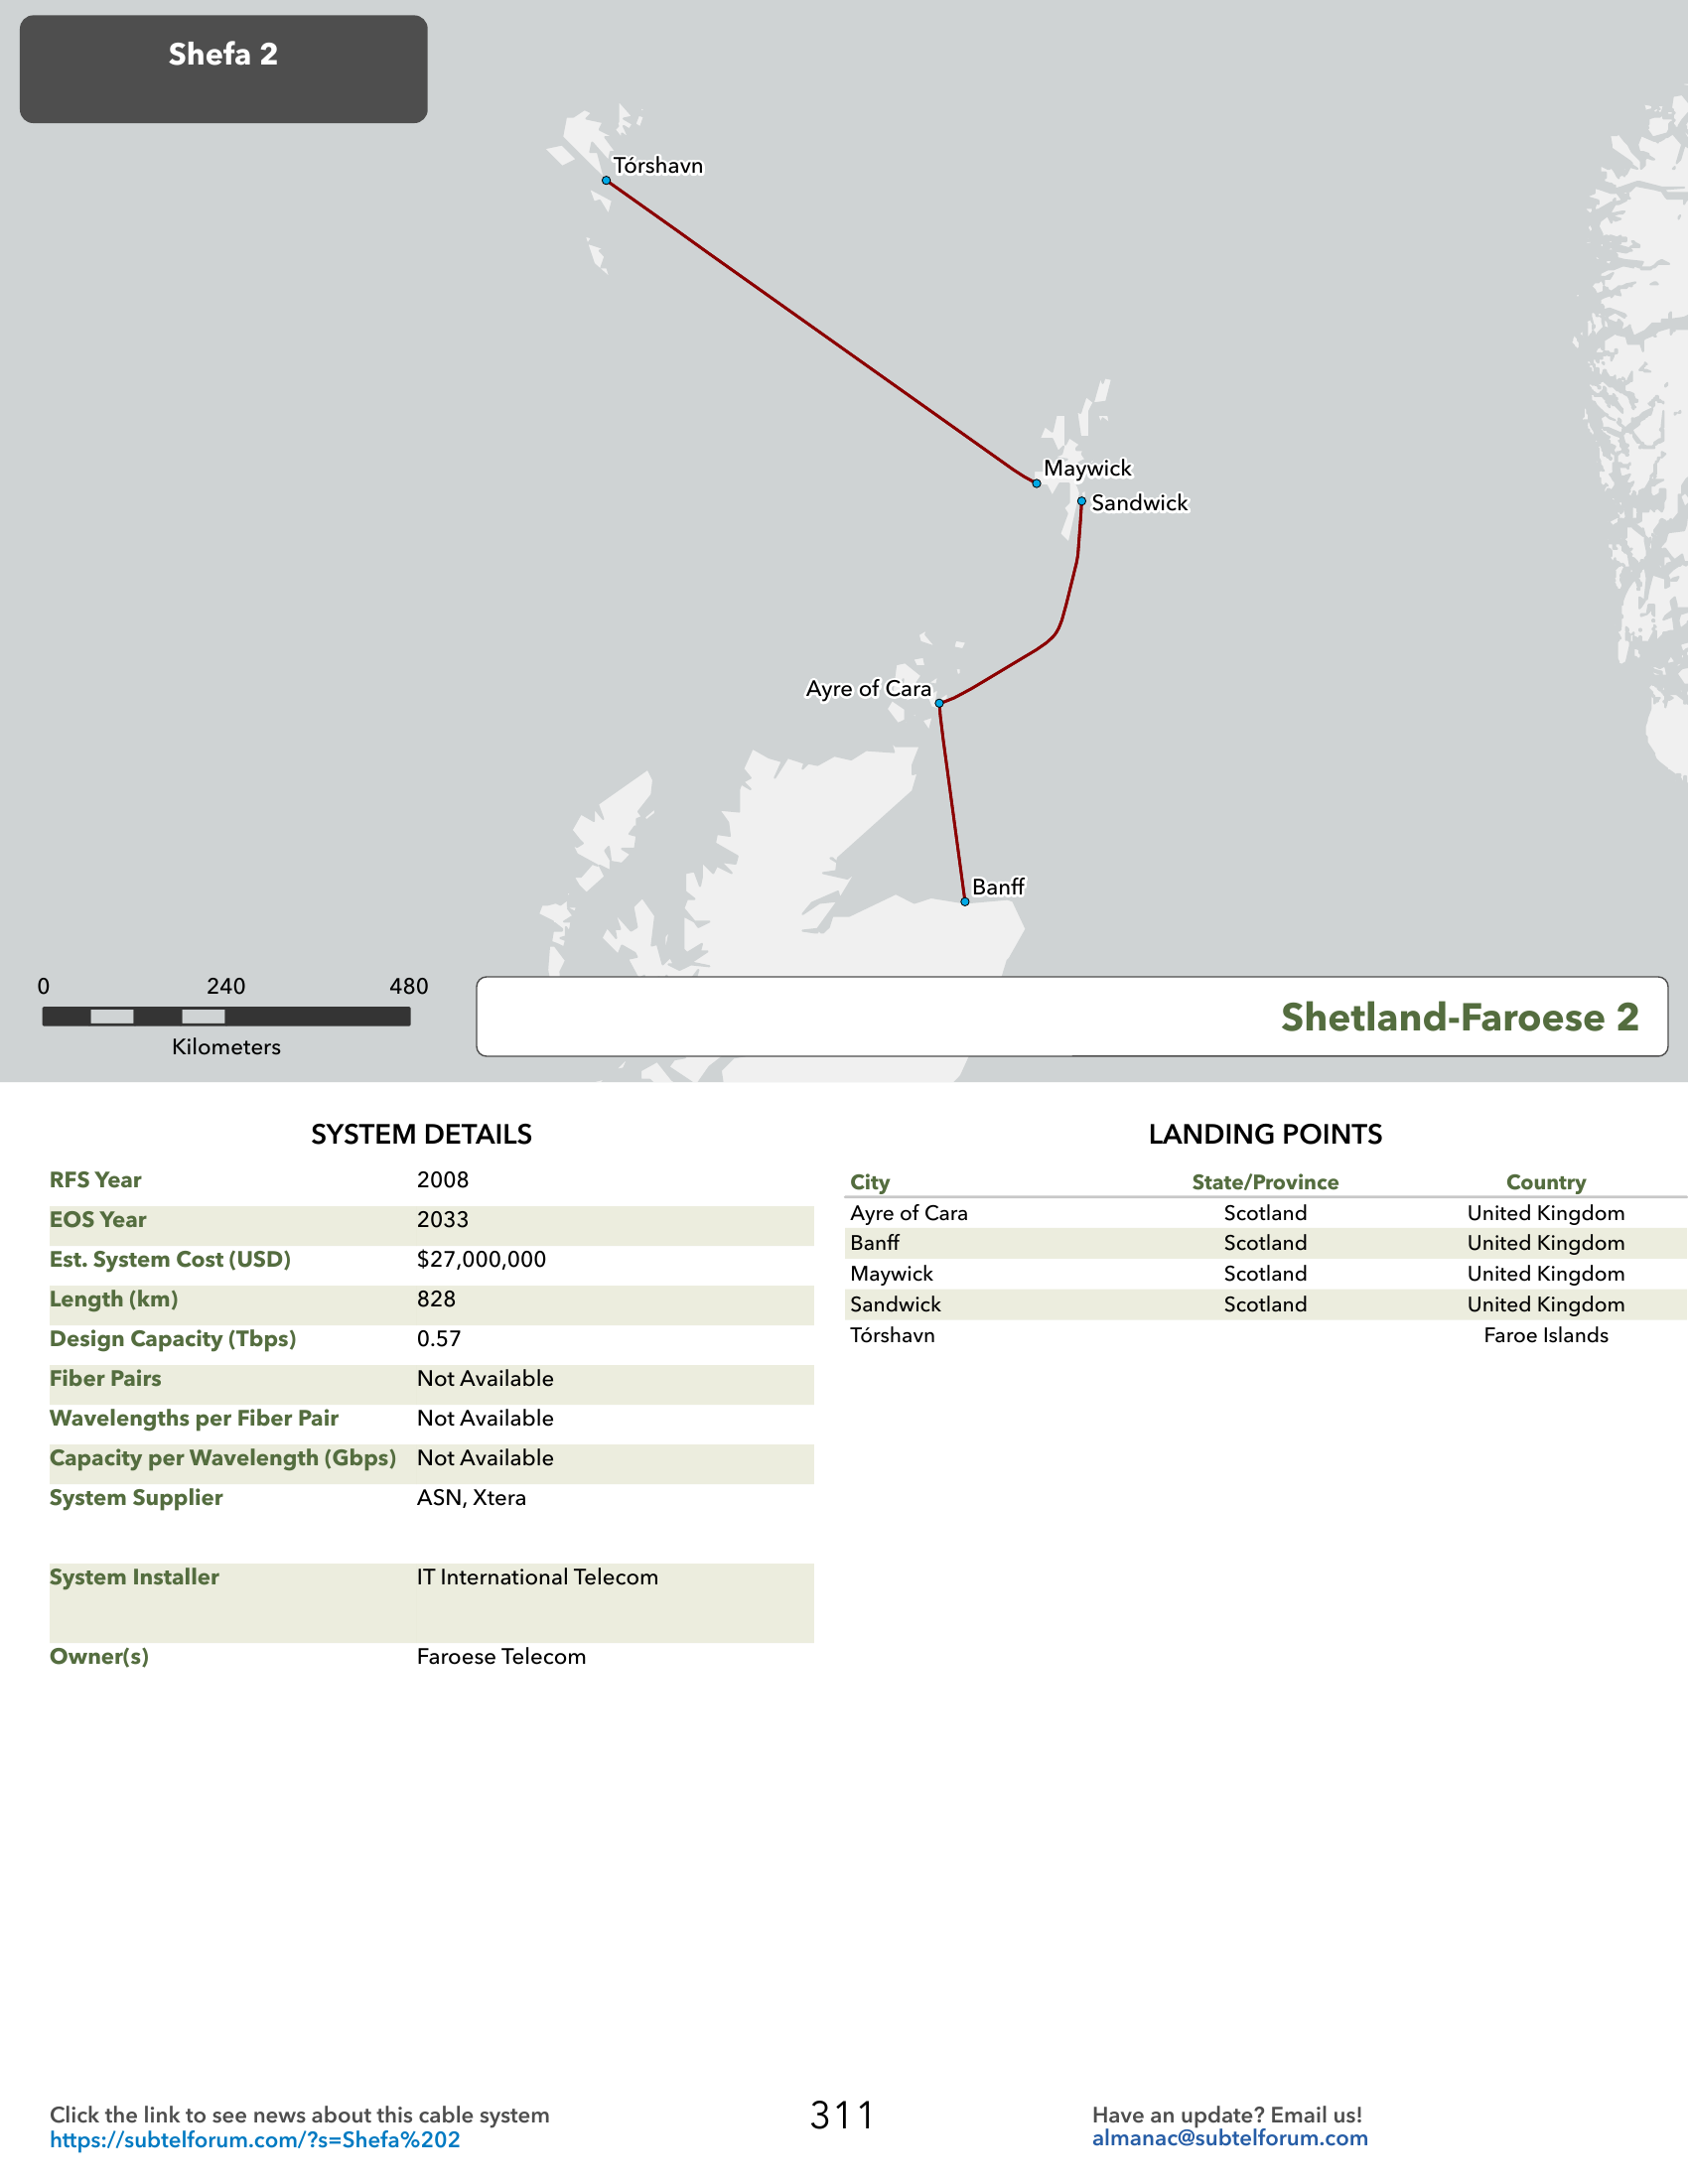 Shefa 2
Tórshavn
Maywick
Sandwick
Ayre of Cara
Banff
0 240 480
Kilometers
Shetland-Faroese 2
SYSTEM DETAILS
RFS Year 2008
EOS Year 2033
Est. System Cost (USD) $27,000,000
Length (km) 828
Design Capacity (Tbps) 0.57
Fiber Pairs Not Available
Wavelengths per Fiber Pair Not Available
Capacity per Wavelength (Gbps) Not Available
System Supplier ASN, Xtera
System Installer IT International Telecom
Owner(s) Faroese Telecom
LANDING POINTS
City State/Province Country
Ayre of Cara Scotland United Kingdom
Banff Scotland United Kingdom
Maywick Scotland United Kingdom
Sandwick Scotland United Kingdom
Tórshavn Faroe Islands
Click the link to see news about this cable system
https://subtelforum.com/?s=Shefa%202
311
Have an update? Email us!
almanac@subtelforum.com